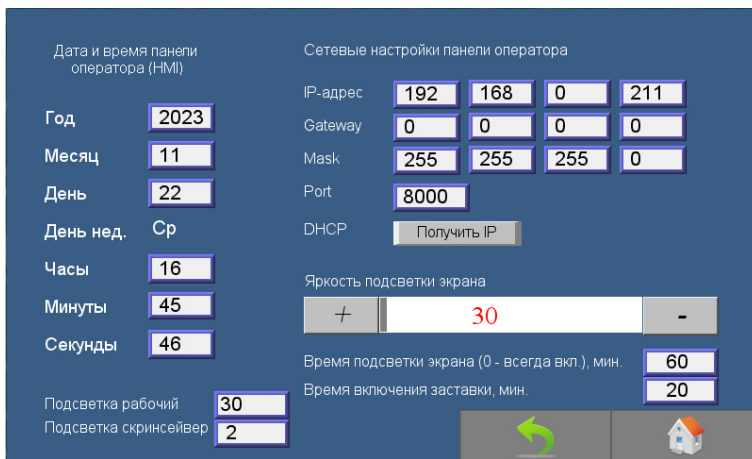 Дата и время панели
оператора (HMI)
Год 2023
Месяц 11
День 22
День нед. Ср
Часы 16
Минуты 45
Секунды 46
Подсветка рабочий 30
Подсветка скринсейвер 2
Сетевые настройки панели оператора
IP-адрес 192 168 0 211
Gateway 0 0 0 0
Mask 255 255 255 0
Port 8000
DHCP Получить IP
Яркость подсветки экрана
+ 30 -
Время подсветки экрана (0 - всегда вкл.), мин. 60
Время включения заставки, мин. 20